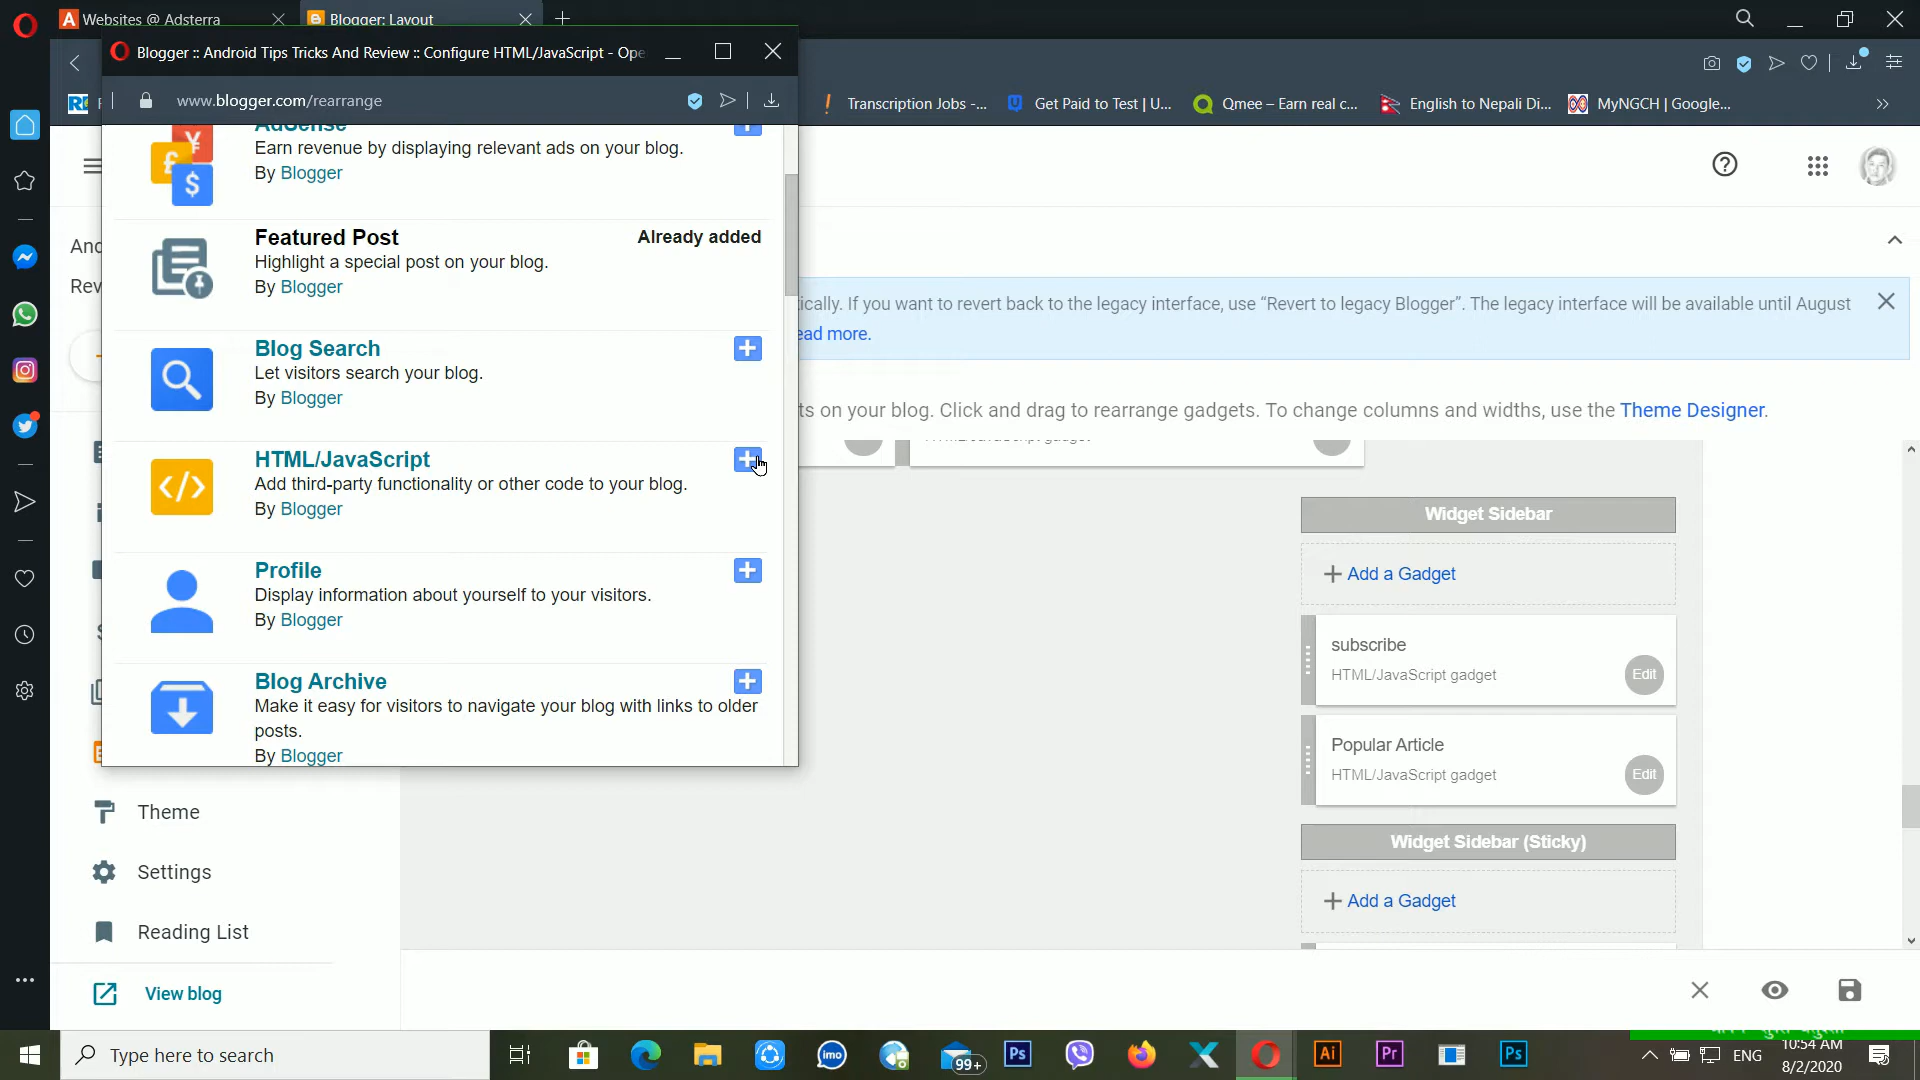 Websites @ Adsterra
Blogger: Layout
Blogger :: Android Tips Tricks And Review :: Configure HTML/JavaScript - Ope
www.blogger.com/rearrange
Transcription Jobs -...
Get Paid to Test | U...
Qmee – Earn real c...
English to Nepali Di...
MyNGCH | Google...
AdSense
Earn revenue by displaying relevant ads on your blog.
By Blogger
Featured Post
Already added
Highlight a special post on your blog.
By Blogger
Blog Search
Let visitors search your blog.
By Blogger
HTML/JavaScript
Add third-party functionality or other code to your blog.
By Blogger
Profile
Display information about yourself to your visitors.
By Blogger
Blog Archive
Make it easy for visitors to navigate your blog with links to older
posts.
By Blogger
And
Rev
ically. If you want to revert back to the legacy interface, use “Revert to legacy Blogger”. The legacy interface will be available until August
ead more.
ts on your blog. Click and drag to rearrange gadgets. To change columns and widths, use the Theme Designer.
Widget Sidebar
Add a Gadget
subscribe
HTML/JavaScript gadget
Edit
Popular Article
HTML/JavaScript gadget
Edit
Widget Sidebar (Sticky)
Add a Gadget
Theme
Settings
Reading List
View blog
Type here to search
imo
99+
Ps
Ai
Pr
Ps
ENG
10:54 AM
8/2/2020